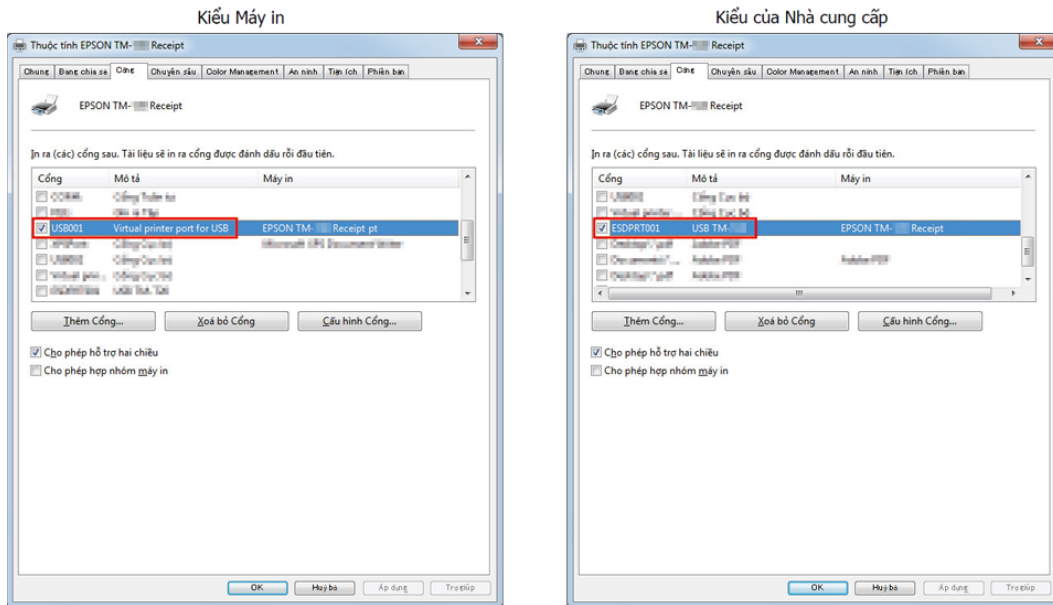 Kiểu Máy in
Thuộc tính EPSON TM- Receipt
Chung Bang chia sẻ Cổng Chuyên sâu Color Management An ninh Tiện ích Phiên bản
EPSON TM- Receipt
In ra (các) cổng sau. Tài liệu sẽ in ra cổng được đánh dấu rồi đầu tiên.
Cổng Mô tả Máy in
USB001 Virtual printer port for USB EPSON TM- Receipt pt
Thêm Cổng... Xoá bỏ Cổng Cấu hình Cổng...
Cho phép hỗ trợ hai chiều
Cho phép hợp nhóm máy in
OK Huỷ bỏ Áp dụng Trợ giúp
Kiểu của Nhà cung cấp
Thuộc tính EPSON TM- Receipt
Chung Bang chia sẻ Cổng Chuyên sâu Color Management An ninh Tiện ích Phiên bản
EPSON TM- Receipt
In ra (các) cổng sau. Tài liệu sẽ in ra cổng được đánh dấu rồi đầu tiên.
Cổng Mô tả Máy in
ESDPRT001 USB TM- EPSON TM- Receipt
Thêm Cổng... Xoá bỏ Cổng Cấu hình Cổng...
Cho phép hỗ trợ hai chiều
Cho phép hợp nhóm máy in
OK Huỷ bỏ Áp dụng Trợ giúp